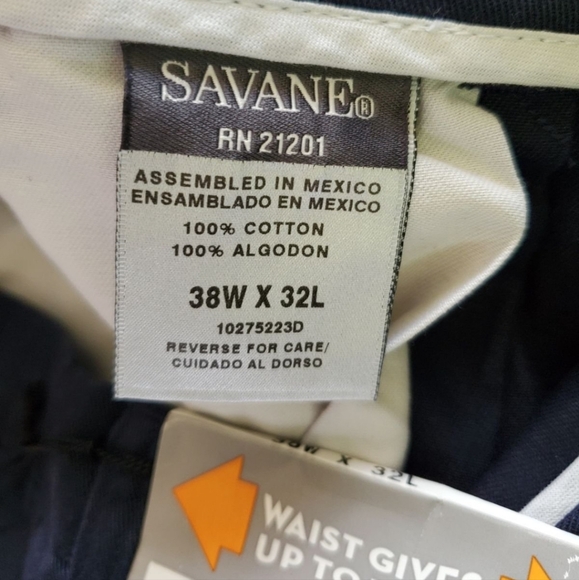 SAVANE®
RN 21201
ASSEMBLED IN MEXICO
ENSAMBLADO EN MEXICO
100% COTTON
100% ALGODON
38W X 32L
10275223D
REVERSE FOR CARE/
CUIDADO AL DORSO
38W X 32L
WAIST GIVES
UP TO